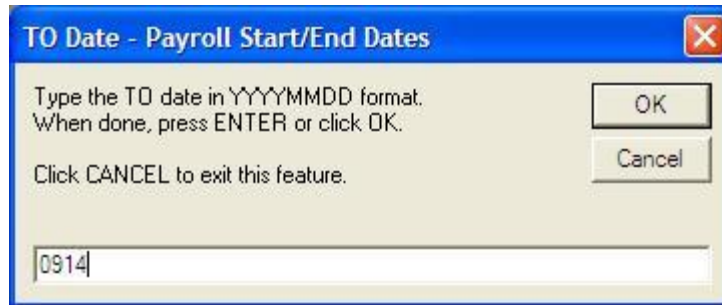 TO Date - Payroll Start/End Dates
Type the TO date in YYYYMMDD format.
OK
When done, press ENTER or click OK.
Cancel
Click CANCEL to exit this feature.
0914